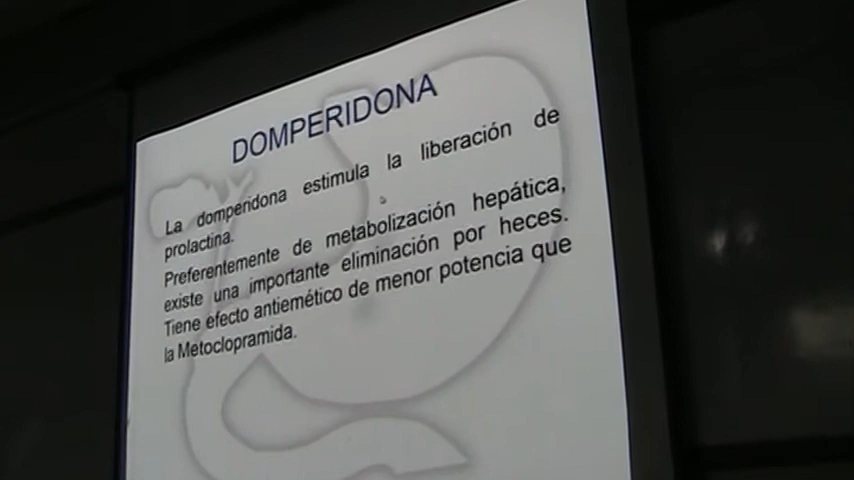 DOMPERIDONA
La domperidona estimula la liberación de
prolactina.
Preferentemente de metabolización hepática,
existe una importante eliminación por heces.
Tiene efecto antiemético de menor potencia que
la Metoclopramida.